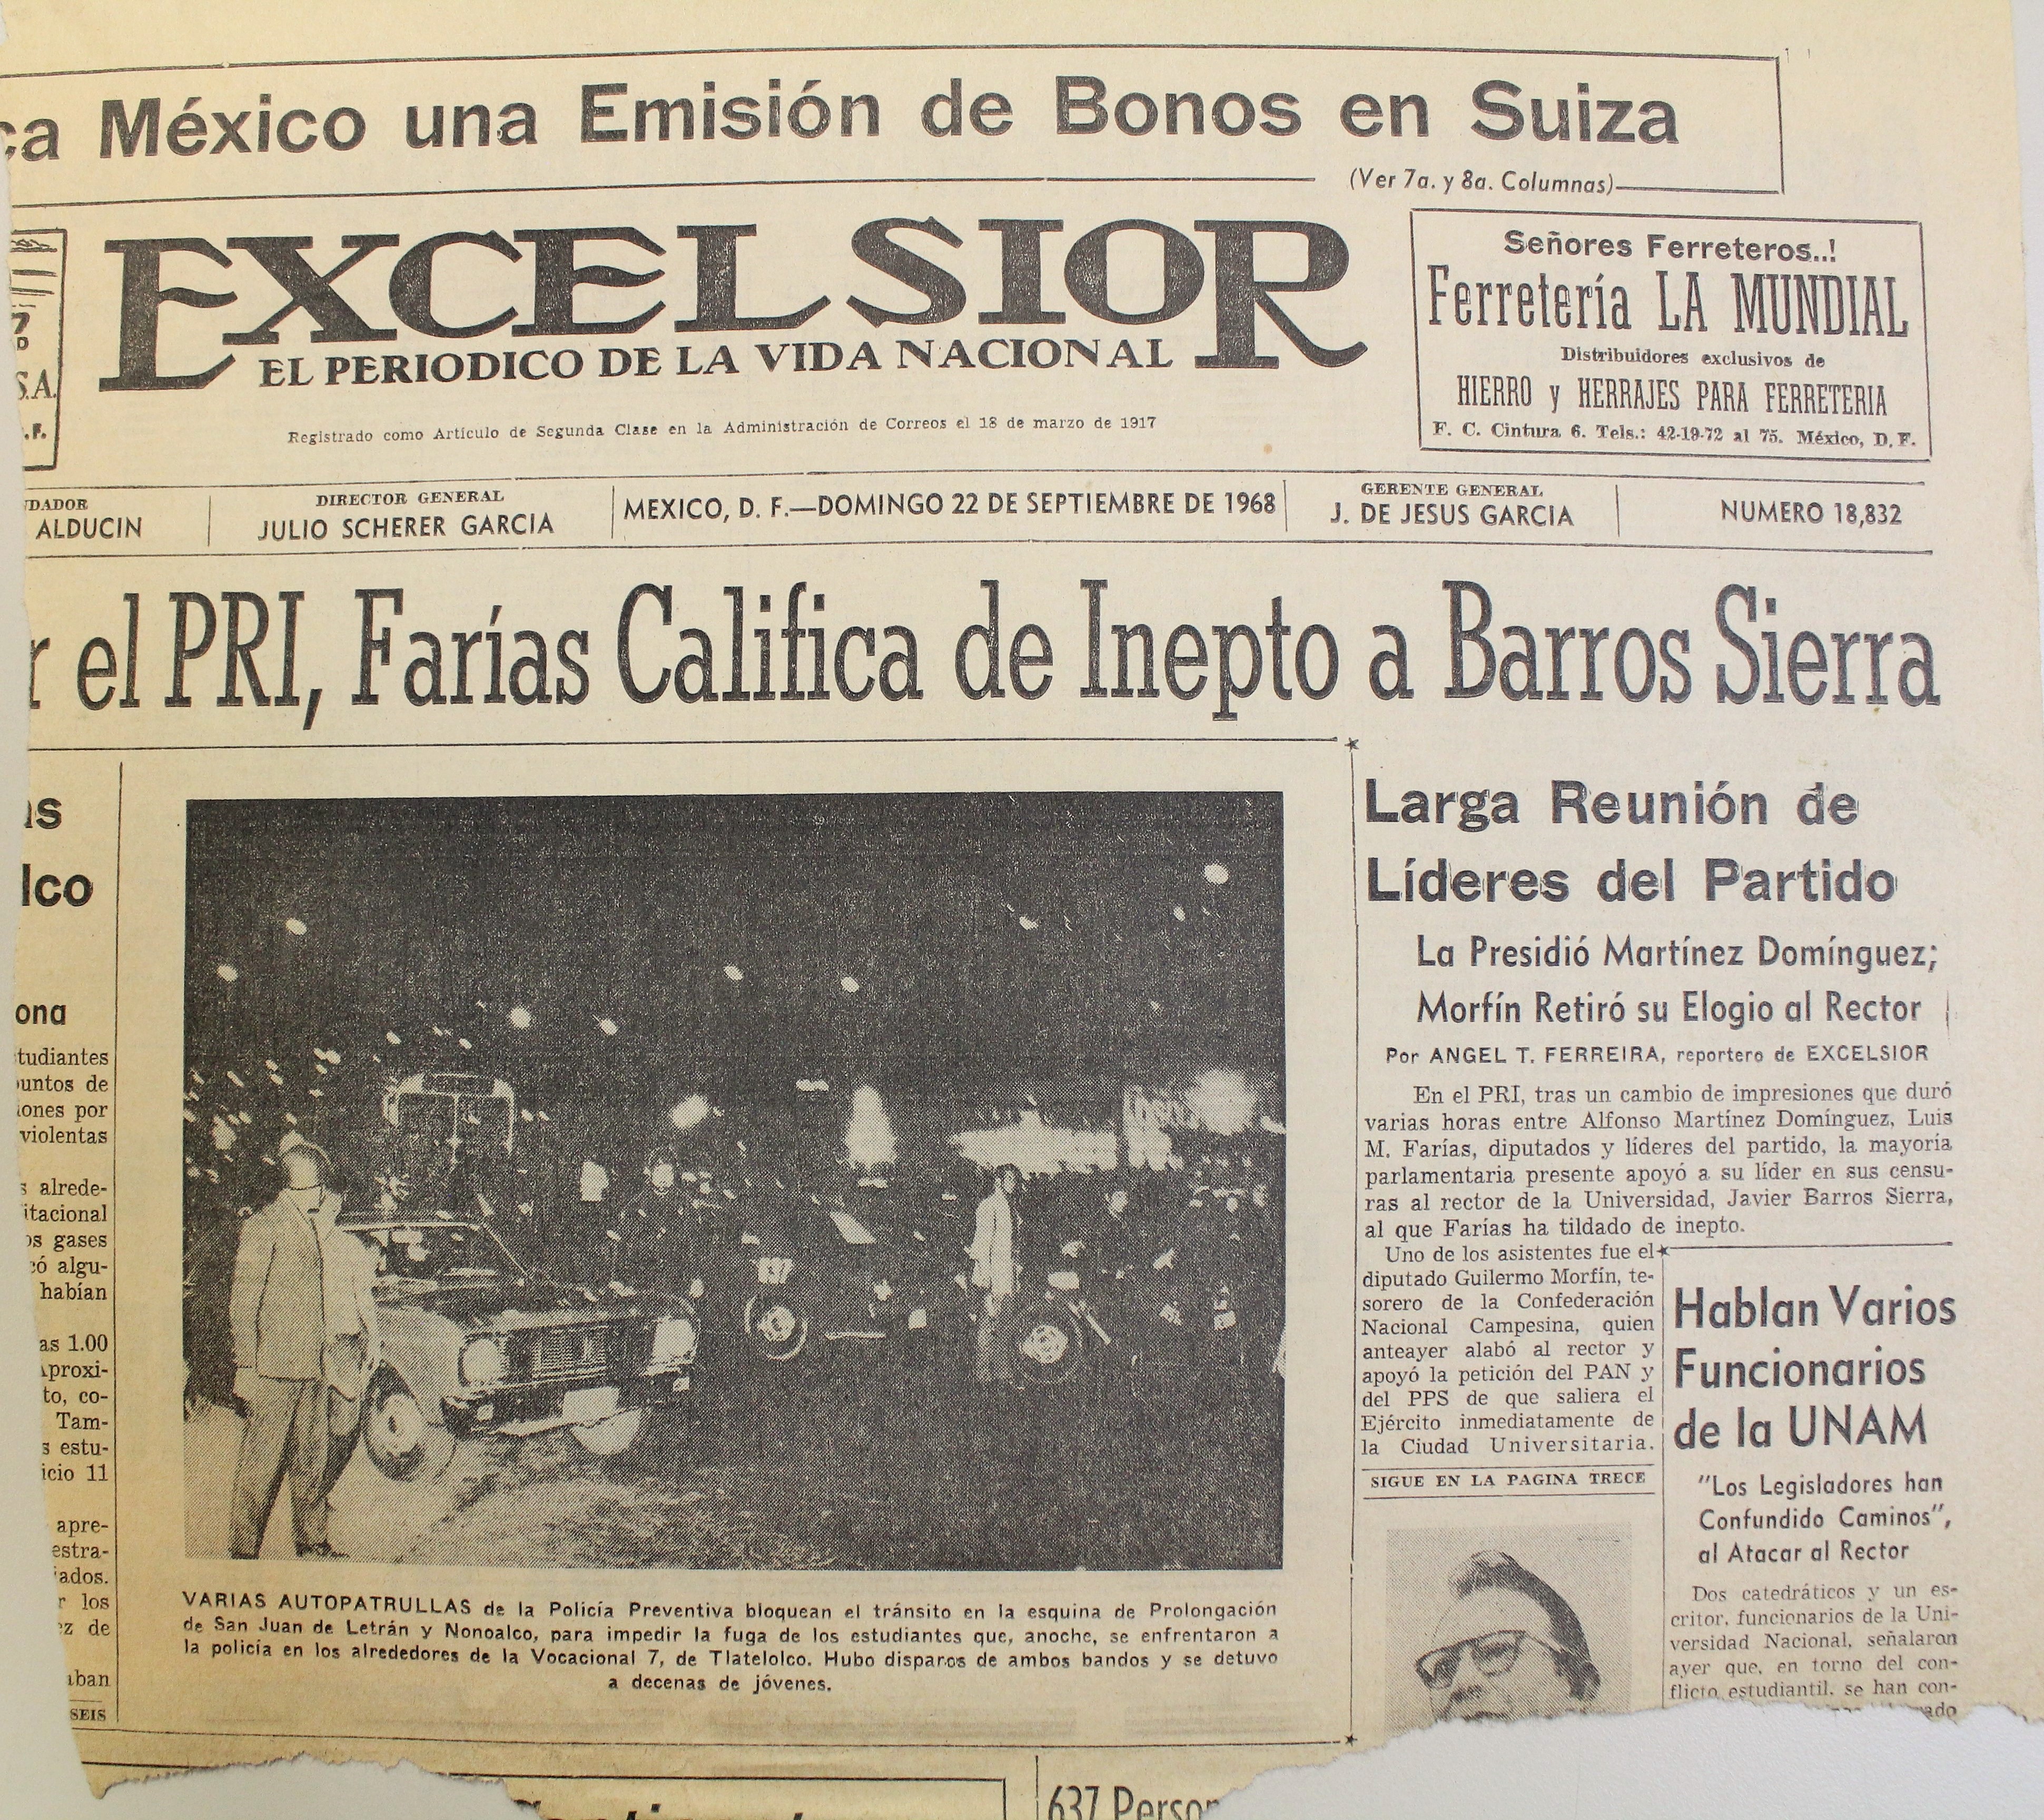 México una Emisión de Bonos en Suiza
(Ver 7a. y 8a. Columnas)
S.A.
EXCELSIOR
EL PERIODICO DE LA VIDA NACIONAL
Registrado como Artículo de Segunda Clase en la Administración de Correos el 18 de marzo de 1917
Señores Ferreteros..!
Ferretería LA MUNDIAL
Distribuidores exclusivos de
HIERRO y HERRAJES PARA FERRETERIA
F. C. Cintura 6. Tels.: 42-19-72 al 75. México, D. F.
ALDUCIN
DIRECTOR GENERAL
JULIO SCHERER GARCIA
MEXICO, D. F.—DOMINGO 22 DE SEPTIEMBRE DE 1968
GERENTE GENERAL
J. DE JESUS GARCIA
NUMERO 18,832
el PRI, Farías Califica de Inepto a Barros Sierra
lco
ona
tudiantes
untos de
iones por
violentas
alrede-
itacional
gases
có algu-
habían
as 1.00
proxi-
to, co-
Tam-
s estu-
icio 11
apre-
estra-
ados.
r los
ez de
aban
SEIS
VARIAS AUTOPATRULLAS de la Policía Preventiva bloquean el tránsito en la esquina de Prolongación
de San Juan de Letrán y Nonoalco, para impedir la fuga de los estudiantes que, anoche, se enfrentaron a
la policía en los alrededores de la Vocacional 7, de Tlatelolco. Hubo disparos de ambos bandos y se detuvo
a decenas de jóvenes.
Larga Reunión de
Líderes del Partido
La Presidió Martínez Domínguez;
Morfín Retiró su Elogio al Rector
Por ANGEL T. FERREIRA, reportero de EXCELSIOR
En el PRI, tras un cambio de impresiones que duró
varias horas entre Alfonso Martínez Domínguez, Luis
M. Farías, diputados y líderes del partido, la mayoría
parlamentaria presente apoyó a su líder en sus censu-
ras al rector de la Universidad, Javier Barros Sierra,
al que Farías ha tildado de inepto.
Uno de los asistentes fue el
diputado Guilermo Morfín, te-
sorero de la Confederación
Nacional Campesina, quien
anteayer alabó al rector y
apoyó la petición del PAN y
del PPS de que saliera el
Ejército inmediatamente de
la Ciudad Universitaria.
SIGUE EN LA PAGINA TRECE
Hablan Varios
Funcionarios
de la UNAM
"Los Legisladores han
Confundido Caminos",
al Atacar al Rector
Dos catedráticos y un es-
critor, funcionarios de la Uni-
versidad Nacional, señalaron
ayer que, en torno del con-
flicto estudiantil, se han con-
637